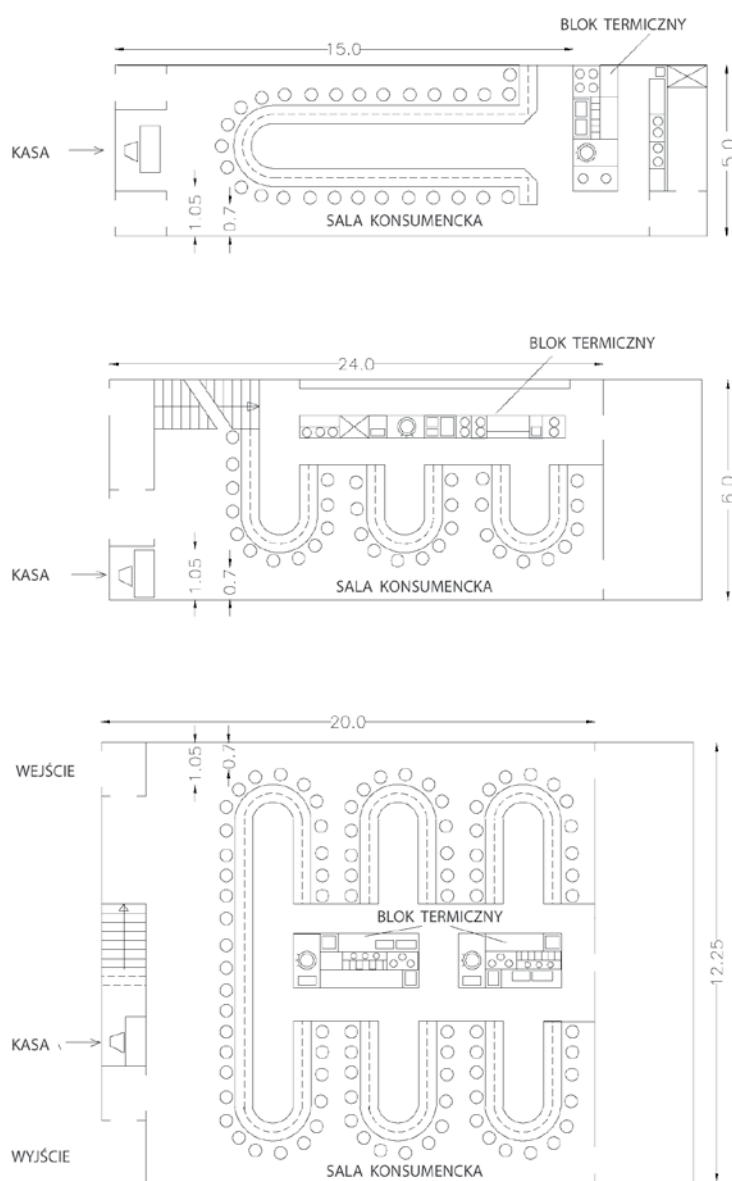 BLOK TERMICZNY
15.0
KASA
5.0
1.05
0.7
SALA KONSUMENCKA
BLOK TERMICZNY
24.0
6.0
KASA
1.05
0.7
SALA KONSUMENCKA
20.0
WEJŚCIE
1.05
0.7
BLOK TERMICZNY
12.25
KASA
WYJŚCIE
SALA KONSUMENCKA